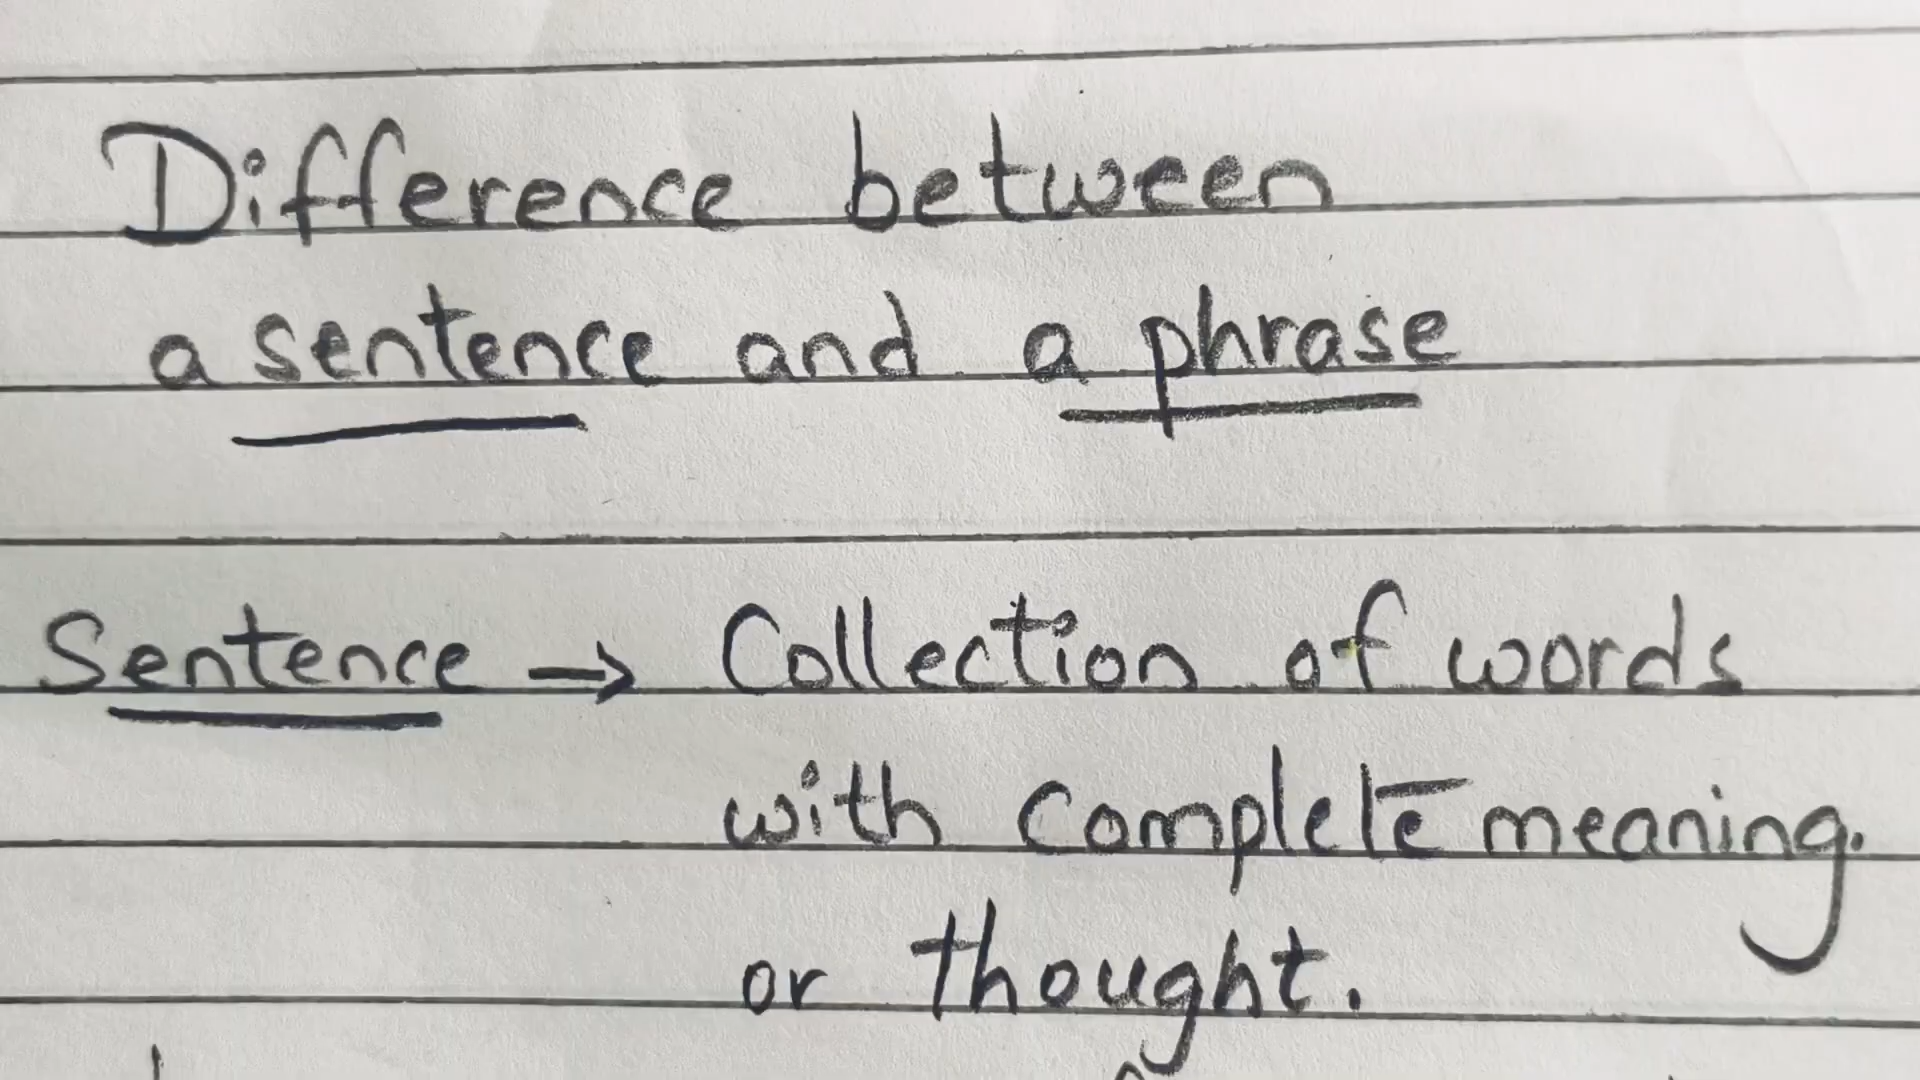 Difference between
a sentence and a phrase
Sentence → Collection of words
with complete meaning.
or thought.